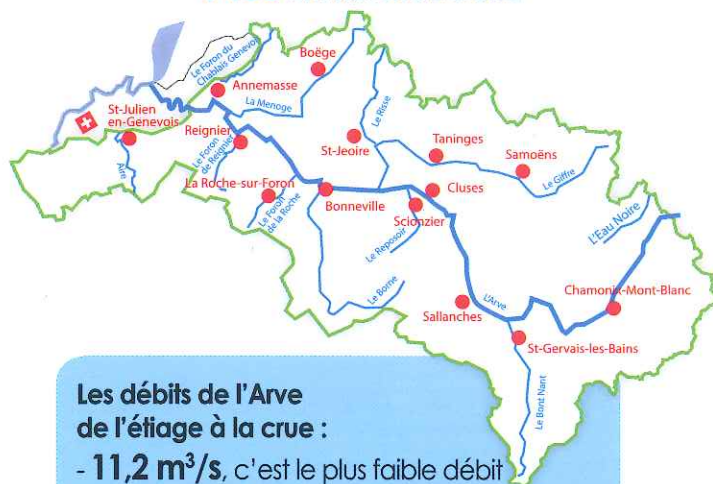 Le Foron du
Chablais Genevois
Boëge
Annemasse
St-Julien
en-Genevois
La Menoge
Le Risse
Reignier
Le Foron
de Reignier
St-Jeoire
Taninges
Samoëns
Aire
La Roche-sur-Foron
Le Foron
de la Roche
Bonneville
Cluses
Le Giffre
Scionzier
L'Eau Noire
Le Reposoir
Le Borne
Sallanches
L'Arve
Chamonix-Mont-Blanc
St-Gervais-les-Bains
Le Bont Nant
Les débits de l'Arve
de l'étiage à la crue :
- 11,2 m³/s, c'est le plus faible débit